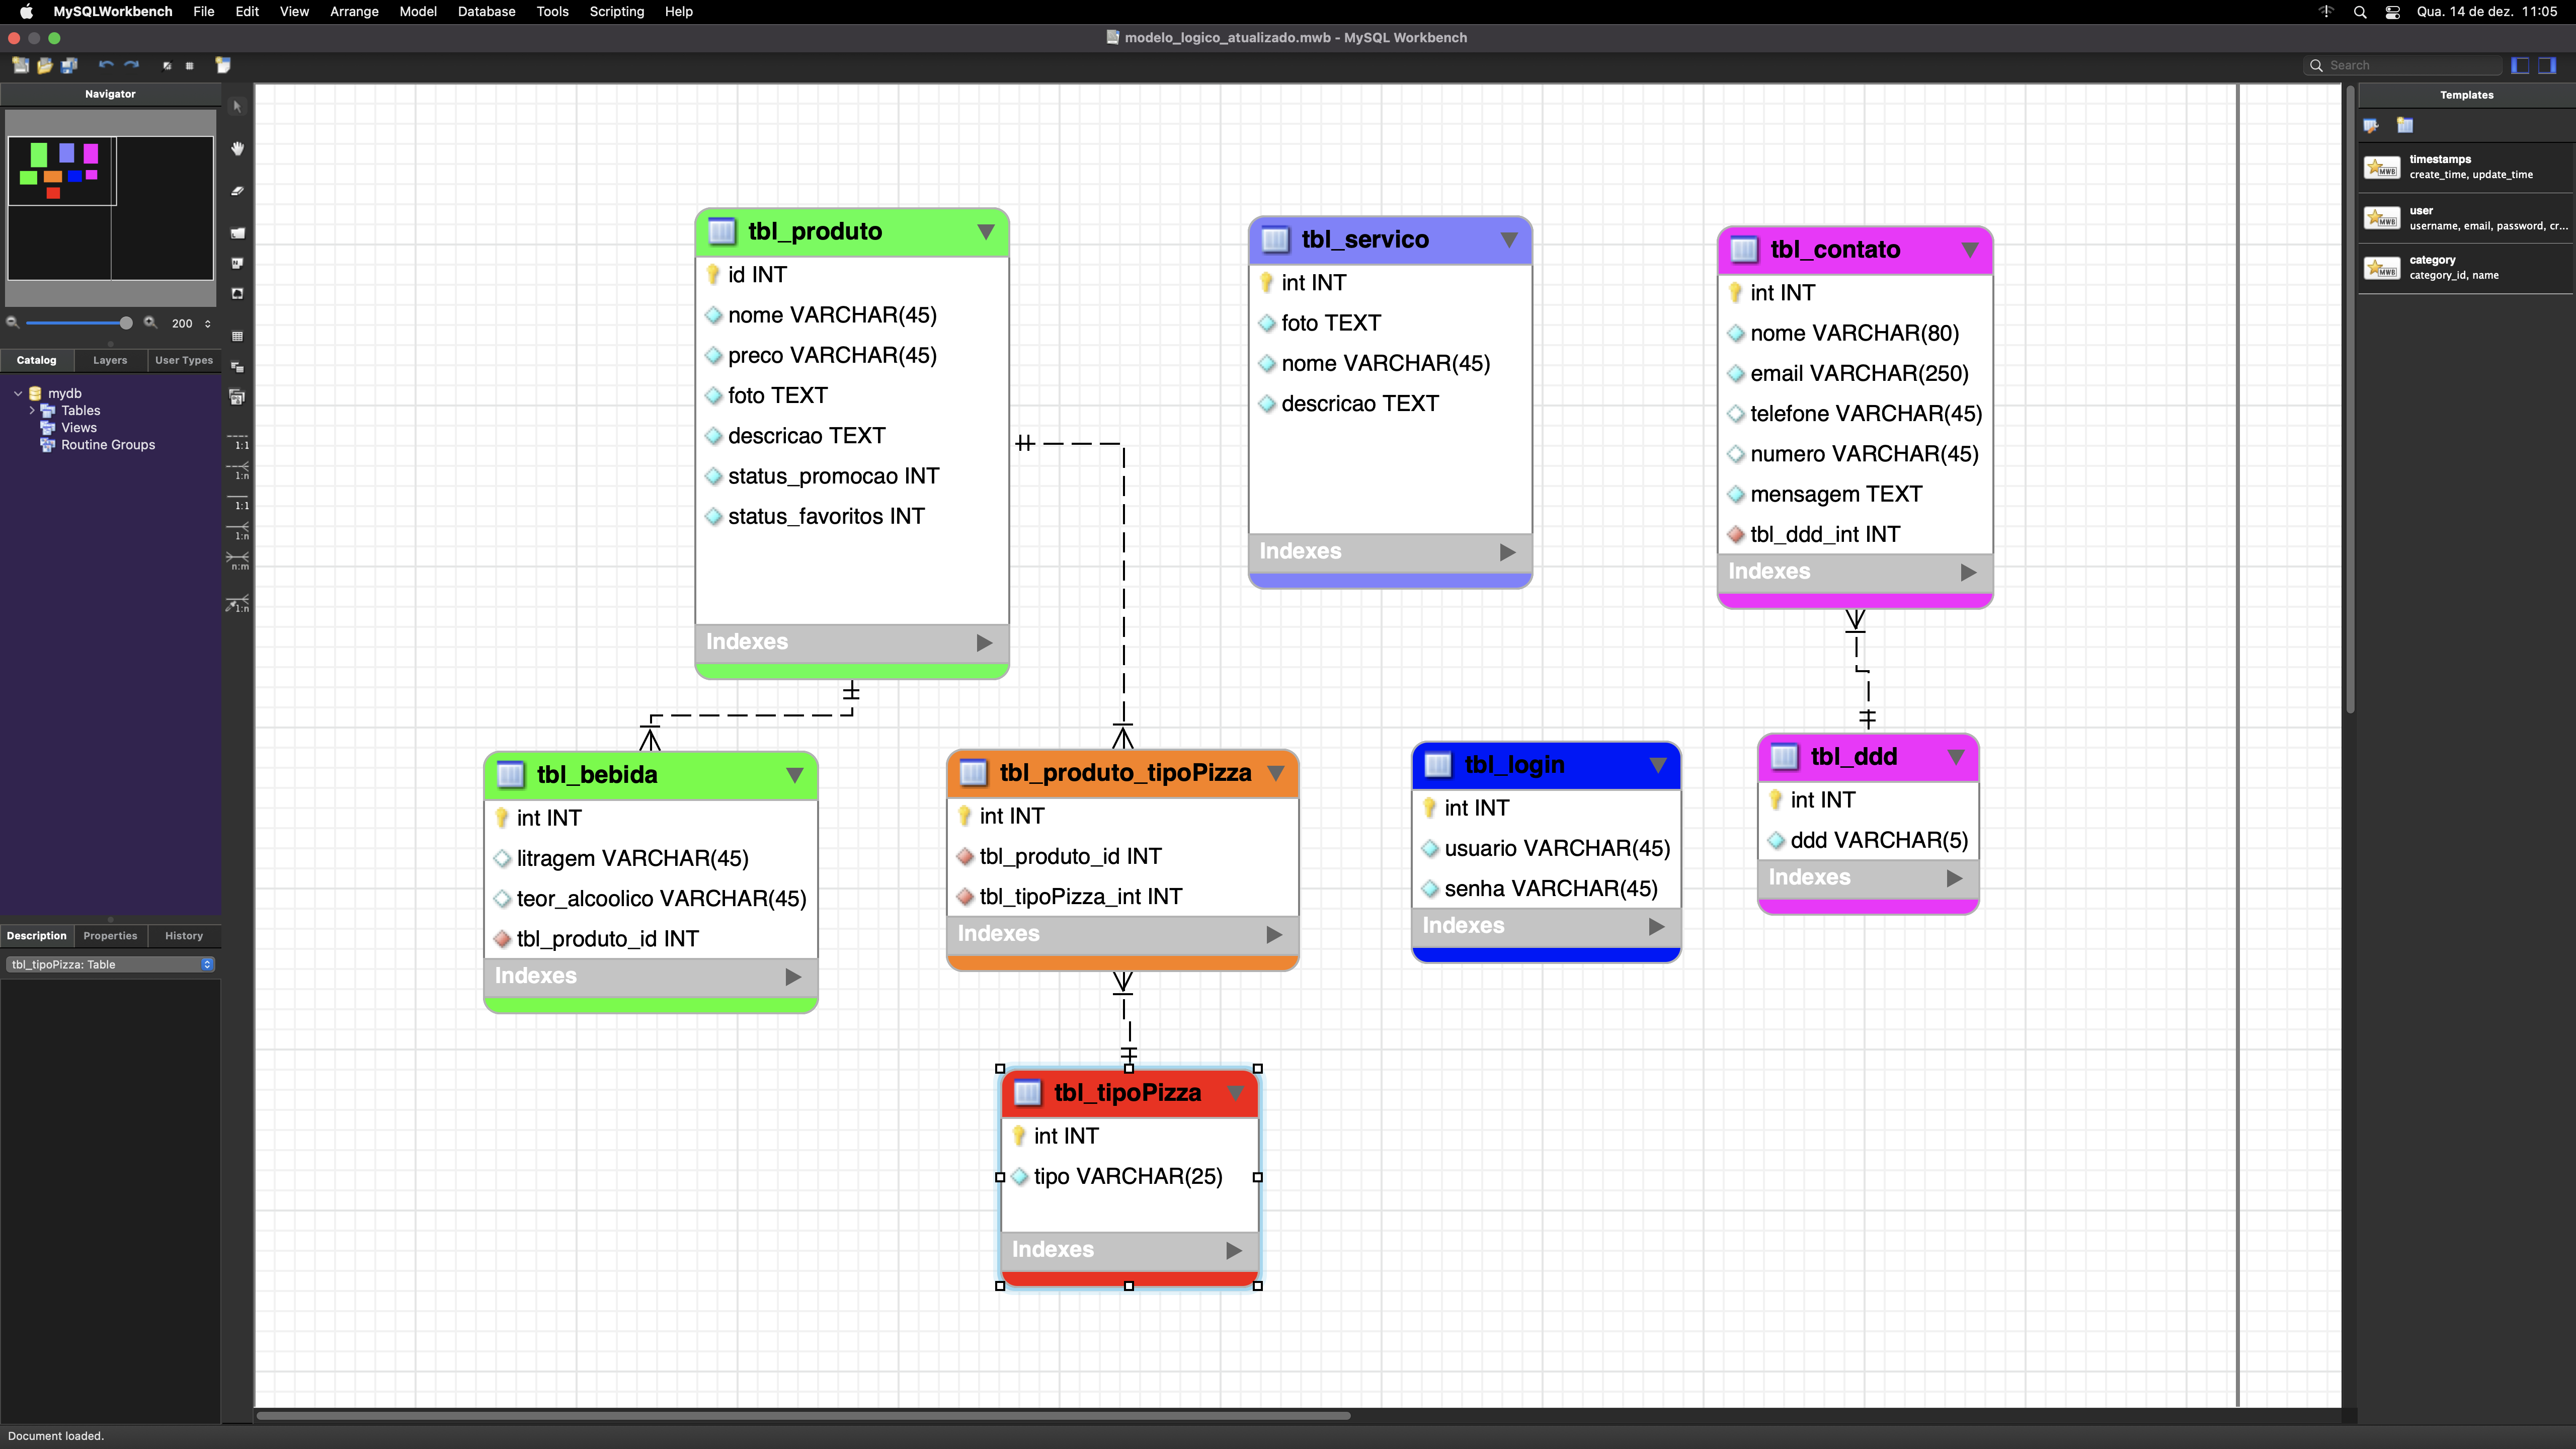 MySQLWorkbench File Edit View Arrange Model Database Tools Scripting Help Qua. 14 de dez. 11:05
modelo_logico_atualizado.mwb - MySQL Workbench
Search
Navigator
200
Catalog Layers User Types
mydb
Tables
Views
Routine Groups
Description Properties History
tbl_tipoPizza: Table
1:1
1:n
1:1
1:n
n:m
1:n
tbl_produto
id INT
nome VARCHAR(45)
preco VARCHAR(45)
foto TEXT
descricao TEXT
status_promocao INT
status_favoritos INT
Indexes
tbl_servico
int INT
foto TEXT
nome VARCHAR(45)
descricao TEXT
Indexes
tbl_contato
int INT
nome VARCHAR(80)
email VARCHAR(250)
telefone VARCHAR(45)
numero VARCHAR(45)
mensagem TEXT
tbl_ddd_int INT
Indexes
tbl_bebida
int INT
litragem VARCHAR(45)
teor_alcoolico VARCHAR(45)
tbl_produto_id INT
Indexes
tbl_produto_tipoPizza
int INT
tbl_produto_id INT
tbl_tipoPizza_int INT
Indexes
tbl_login
int INT
usuario VARCHAR(45)
senha VARCHAR(45)
Indexes
tbl_ddd
int INT
ddd VARCHAR(5)
Indexes
tbl_tipoPizza
int INT
tipo VARCHAR(25)
Indexes
Templates
MWB
timestamps
create_time, update_time
MWB
user
username, email, password, cr...
MWB
category
category_id, name
Document loaded.